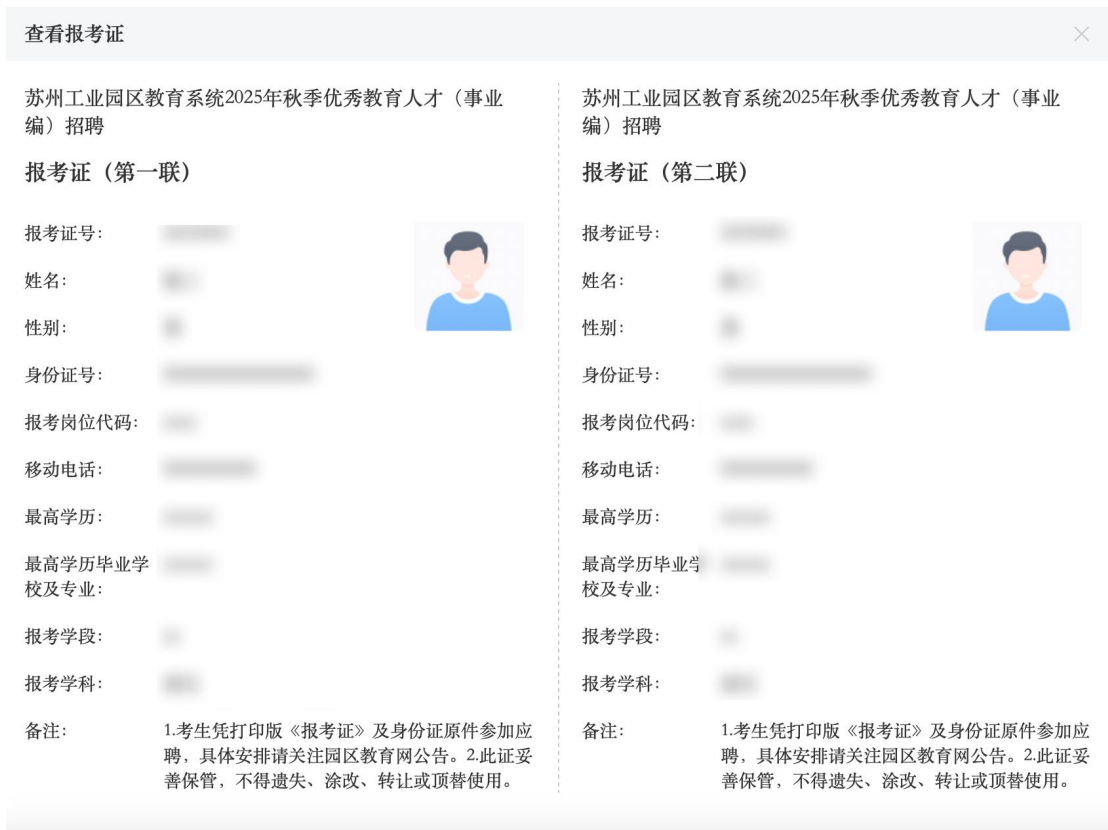 查看报考证
苏州工业园区教育系统2025年秋季优秀教育人才（事业
编）招聘
报考证（第一联）
报考证号：
姓名：
性别：
身份证号：
报考岗位代码：
移动电话：
最高学历：
最高学历毕业学
校及专业：
报考学段：
报考学科：
备注：
1.考生凭打印版《报考证》及身份证原件参加应
聘，具体安排请关注园区教育网公告。2.此证妥
善保管，不得遗失、涂改、转让或顶替使用。
苏州工业园区教育系统2025年秋季优秀教育人才（事业
编）招聘
报考证（第二联）
报考证号：
姓名：
性别：
身份证号：
报考岗位代码：
移动电话：
最高学历：
最高学历毕业学
校及专业：
报考学段：
报考学科：
备注：
1.考生凭打印版《报考证》及身份证原件参加应
聘，具体安排请关注园区教育网公告。2.此证妥
善保管，不得遗失、涂改、转让或顶替使用。